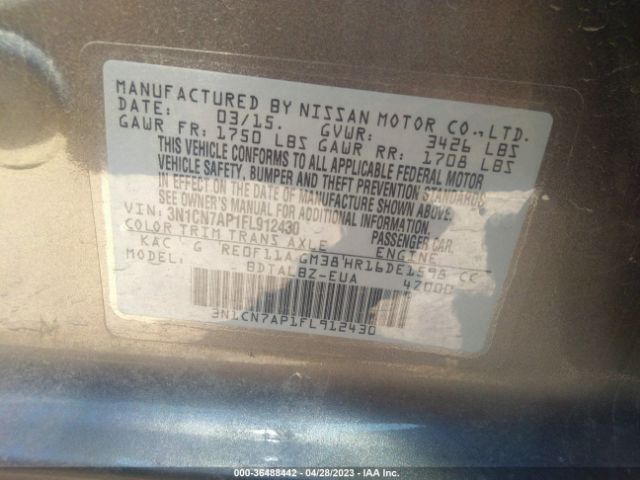 MANUFACTURED BY NISSAN MOTOR CO., LTD.
DATE: 03/15. GVWR: 3426 LBS
GAWR FR: 1750 LBS GAWR RR: 1708 LBS
THIS VEHICLE CONFORMS TO ALL APPLICABLE FEDERAL MOTOR
VEHICLE SAFETY, BUMPER AND THEFT PREVENTION STANDARDS
IN EFFECT ON THE DATE OF MANUFACTURE SHOWN ABOVE.
SEE OWNER'S MANUAL FOR ADDITIONAL INFORMATION.
VIN: 3N1CN7AP1FL912430 PASSENGER CAR.
COLOR TRIM TRANS AXLE ENGINE
KAC G RE0F11A GM38 HR16DE1598 CC
MODEL: BDTALBZ-EUA 47000
3N1CN7AP1FL912430
000-36488442 - 04/28/2023 - IAA Inc.